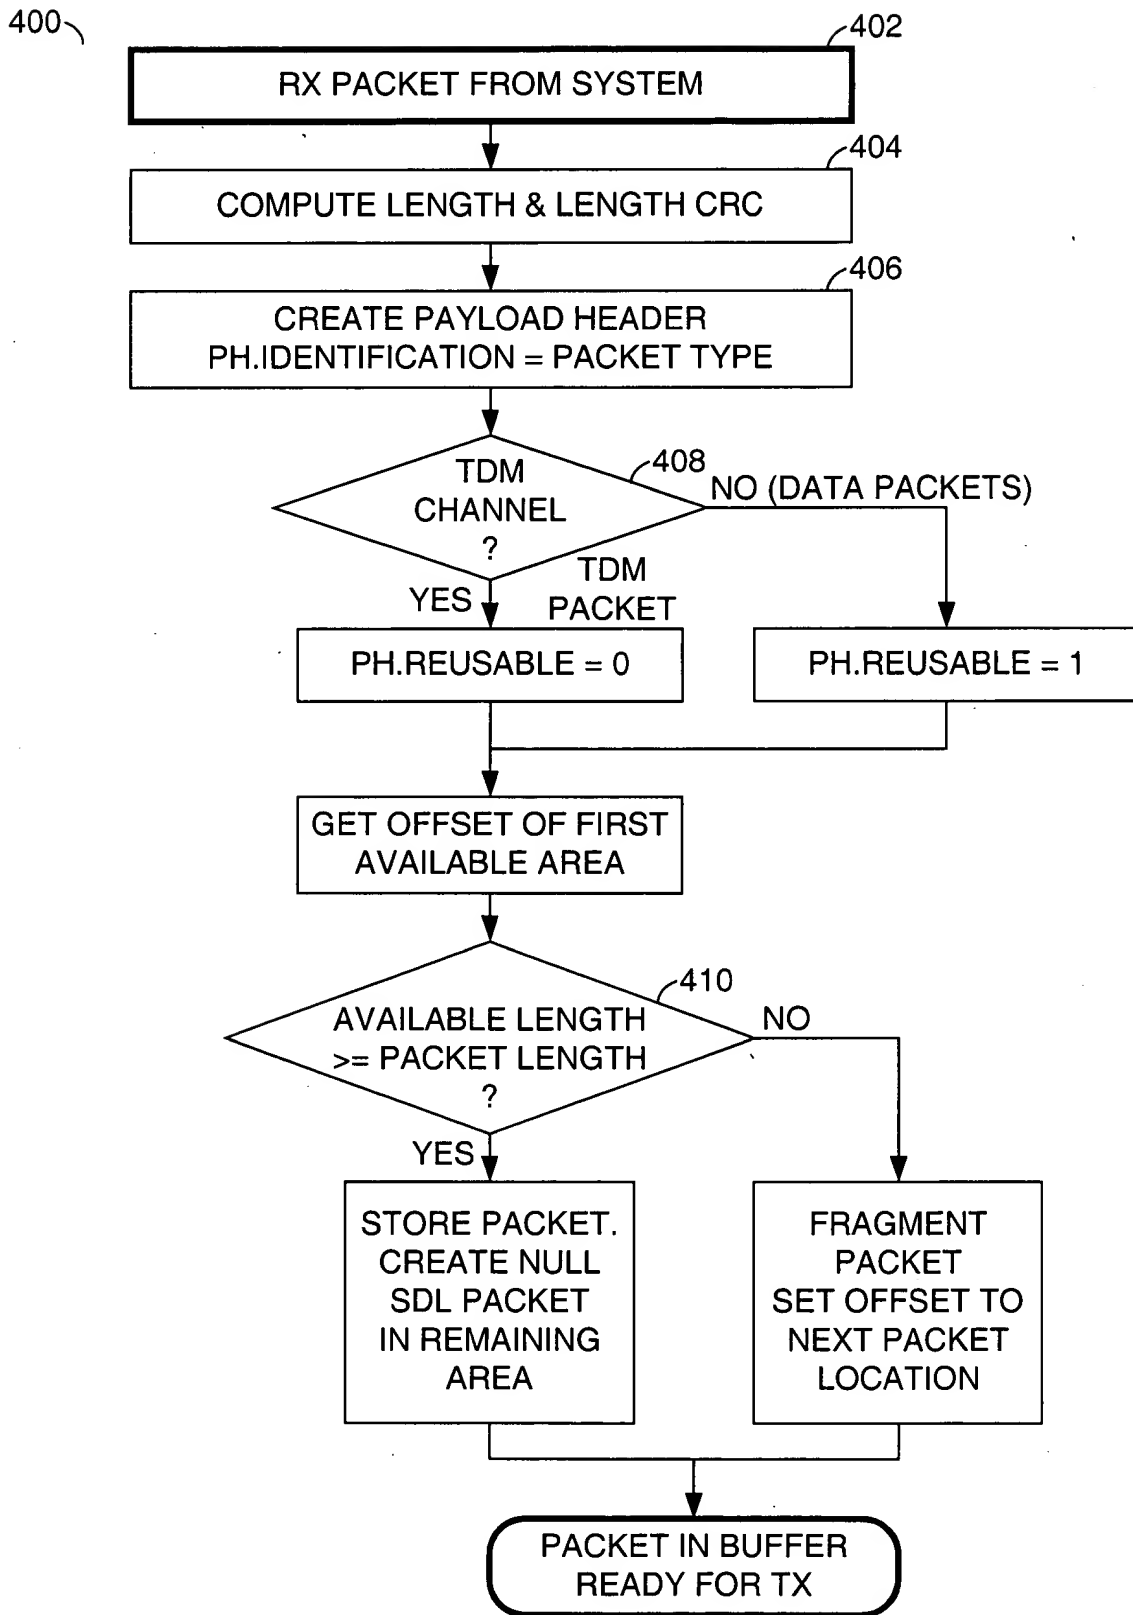 400
402
RX PACKET FROM SYSTEM
404
COMPUTE LENGTH & LENGTH CRC
406
CREATE PAYLOAD HEADER
PH.IDENTIFICATION = PACKET TYPE
408
TDM
CHANNEL
?
NO (DATA PACKETS)
YES
TDM
PACKET
PH.REUSABLE = 0
PH.REUSABLE = 1
GET OFFSET OF FIRST
AVAILABLE AREA
410
AVAILABLE LENGTH
>= PACKET LENGTH
?
NO
YES
STORE PACKET.
CREATE NULL
SDL PACKET
IN REMAINING
AREA
FRAGMENT
PACKET
SET OFFSET TO
NEXT PACKET
LOCATION
PACKET IN BUFFER
READY FOR TX